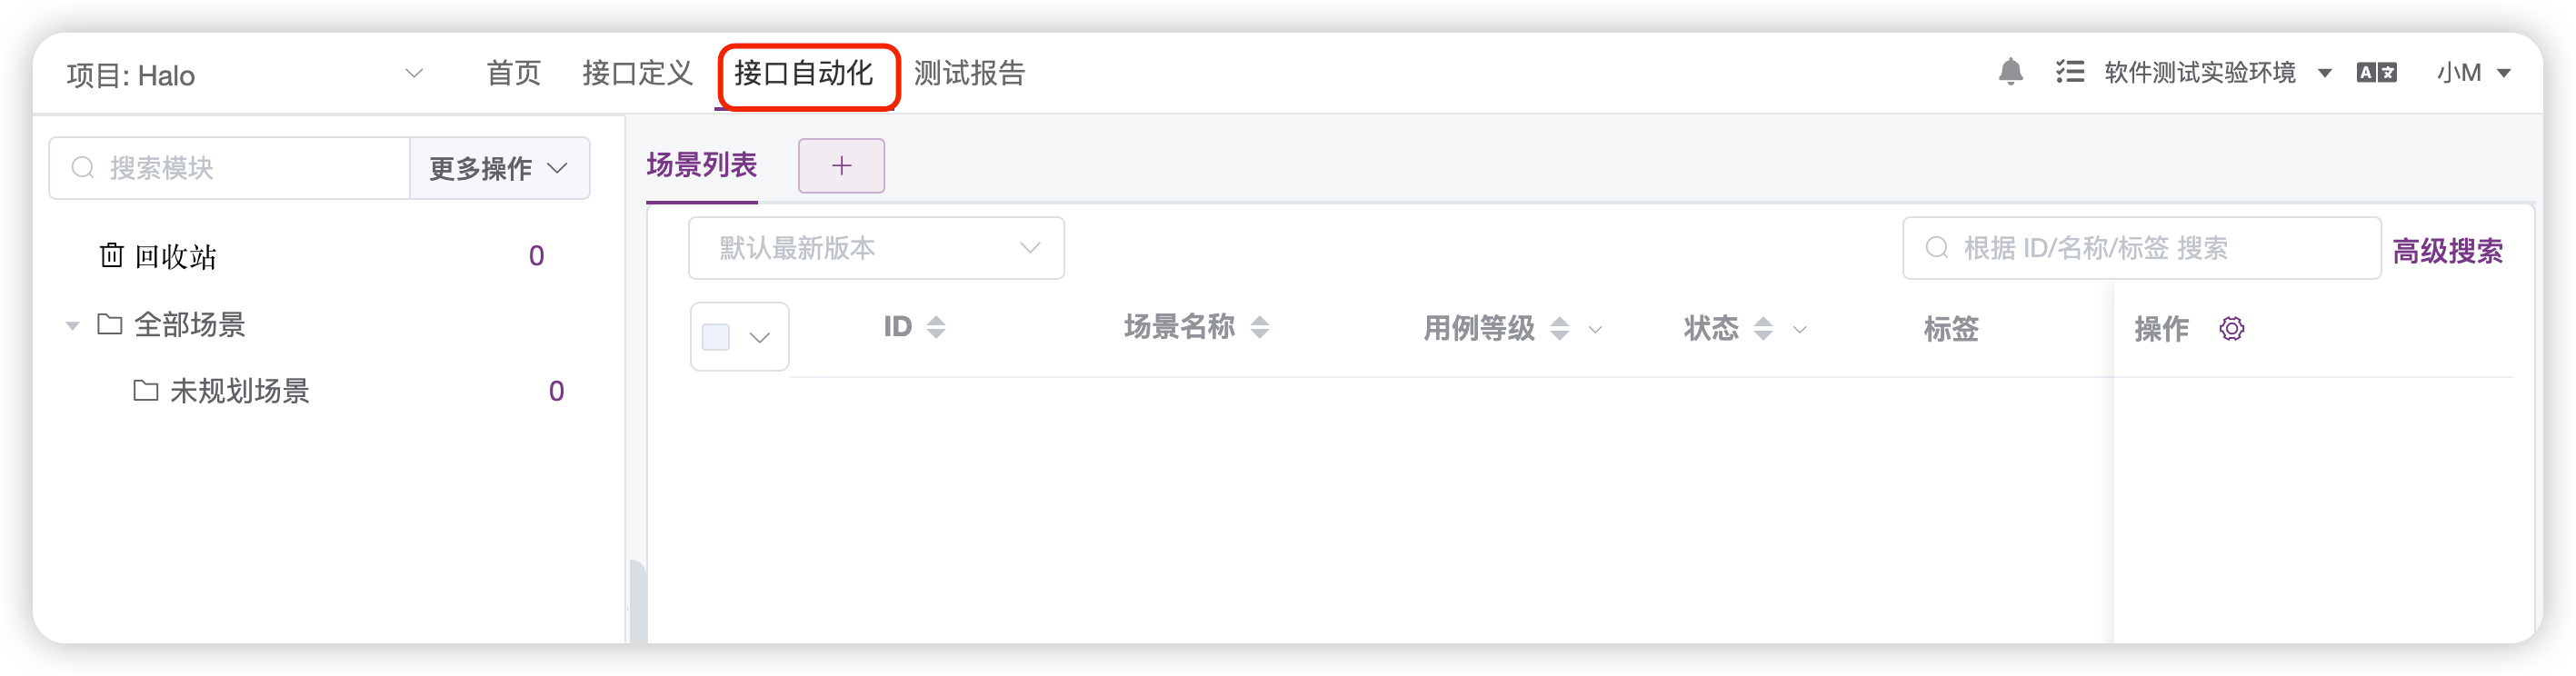 项目: Halo 首页 接口定义 接口自动化 测试报告 软件测试实验环境 小M
搜索模块 更多操作
回收站 0
全部场景
未规划场景 0
场景列表 +
默认最新版本 根据 ID/名称/标签 搜索 高级搜索
ID 场景名称 用例等级 状态 标签 操作